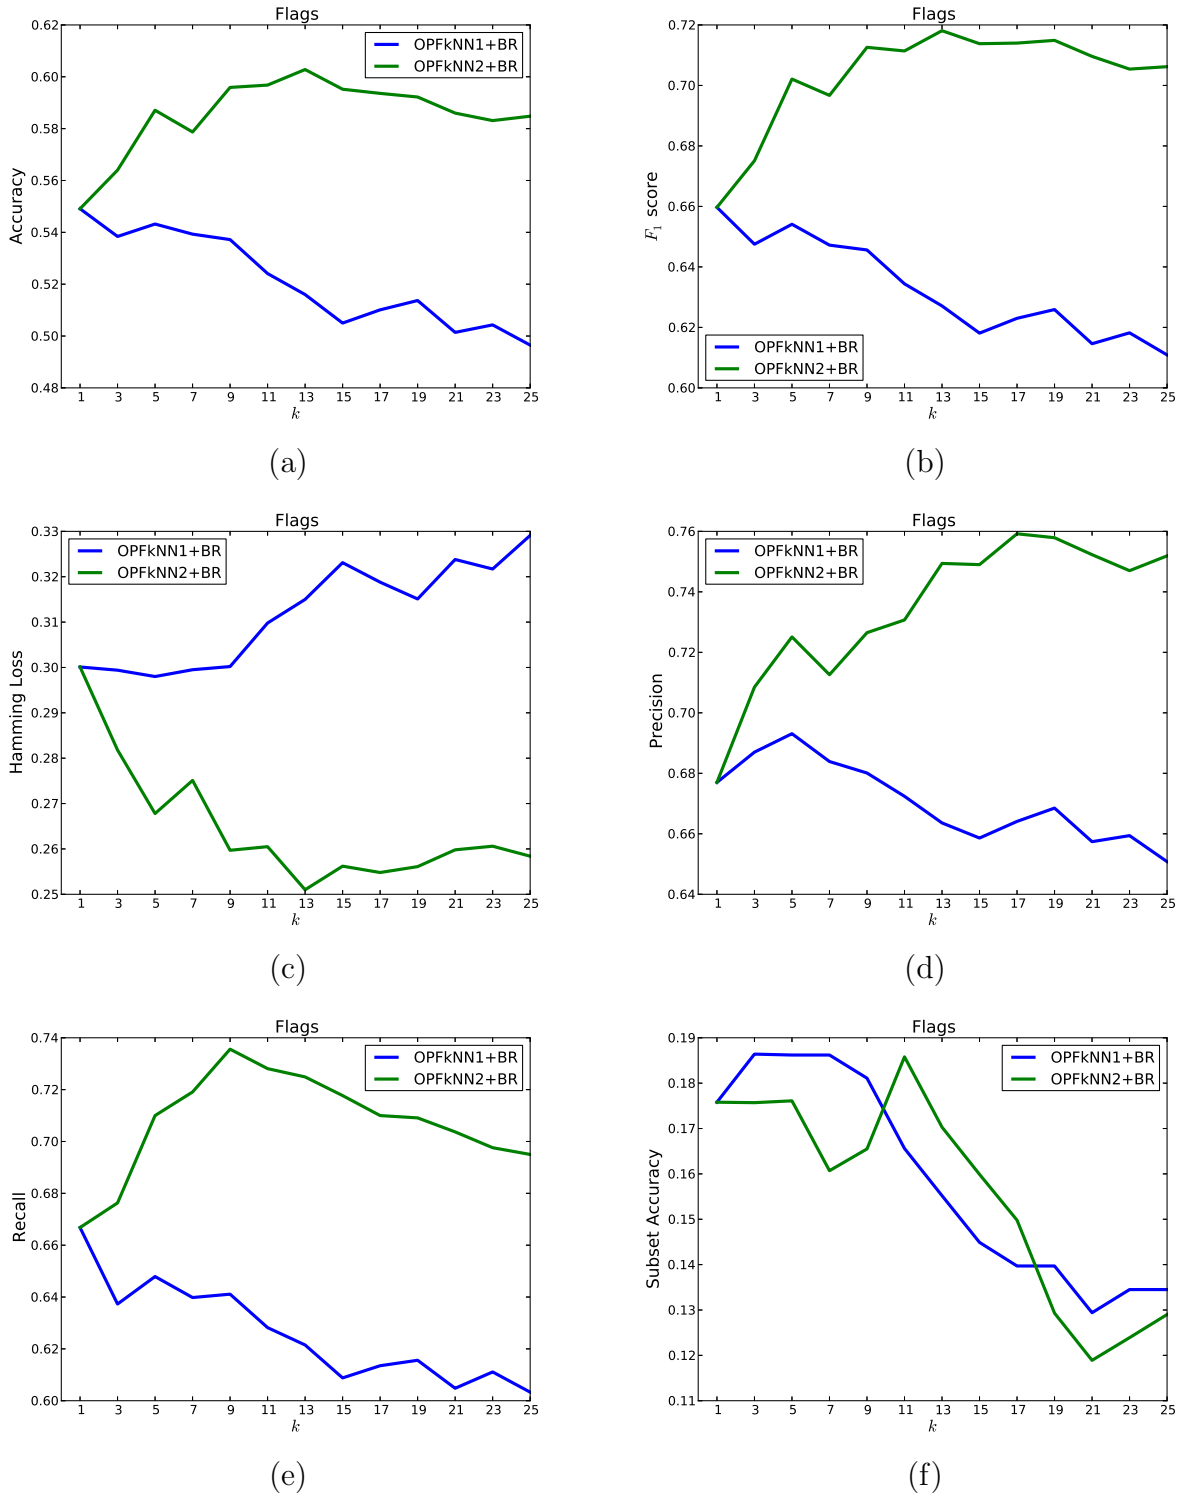 Flags
OPFkNN1+BR
OPFkNN2+BR
Accuracy
0.62
0.60
0.58
0.56
0.54
0.52
0.50
0.48
1 3 5 7 9 11 13 15 17 19 21 23 25
k
(a)
Flags
OPFkNN1+BR
OPFkNN2+BR
F1 score
0.72
0.70
0.68
0.66
0.64
0.62
0.60
1 3 5 7 9 11 13 15 17 19 21 23 25
k
(b)
Flags
OPFkNN1+BR
OPFkNN2+BR
Hamming Loss
0.33
0.32
0.31
0.30
0.29
0.28
0.27
0.26
0.25
1 3 5 7 9 11 13 15 17 19 21 23 25
k
(c)
Flags
OPFkNN1+BR
OPFkNN2+BR
Precision
0.76
0.74
0.72
0.70
0.68
0.66
0.64
1 3 5 7 9 11 13 15 17 19 21 23 25
k
(d)
Flags
OPFkNN1+BR
OPFkNN2+BR
Recall
0.74
0.72
0.70
0.68
0.66
0.64
0.62
0.60
1 3 5 7 9 11 13 15 17 19 21 23 25
k
(e)
Flags
OPFkNN1+BR
OPFkNN2+BR
Subset Accuracy
0.19
0.18
0.17
0.16
0.15
0.14
0.13
0.12
0.11
1 3 5 7 9 11 13 15 17 19 21 23 25
k
(f)